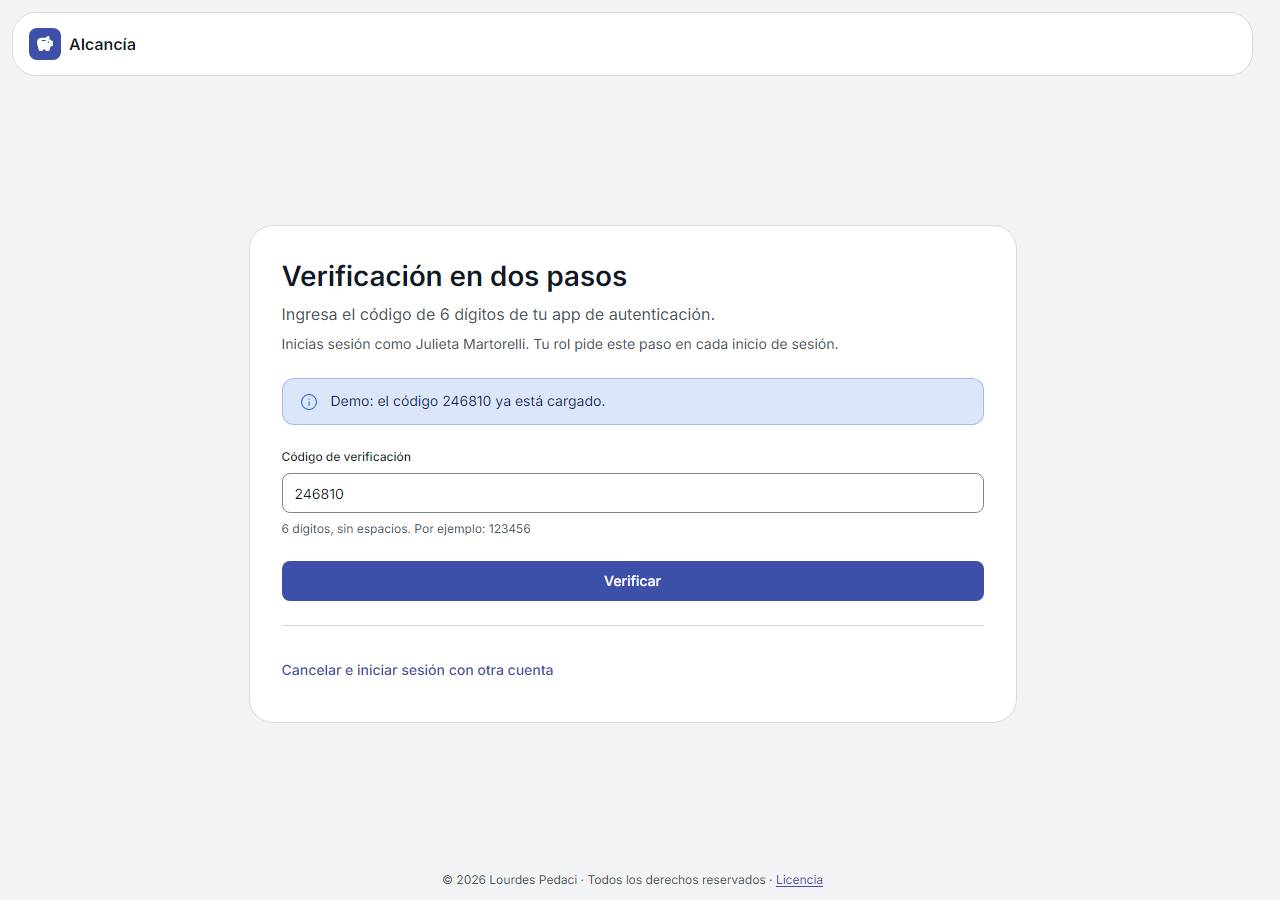 Alcancía
Verificación en dos pasos
Ingresa el código de 6 dígitos de tu app de autenticación.
Inicias sesión como Julieta Martorelli. Tu rol pide este paso en cada inicio de sesión.
Demo: el código 246810 ya está cargado.
Código de verificación
246810
6 dígitos, sin espacios. Por ejemplo: 123456
Verificar
Cancelar e iniciar sesión con otra cuenta
© 2026 Lourdes Pedaci · Todos los derechos reservados · Licencia